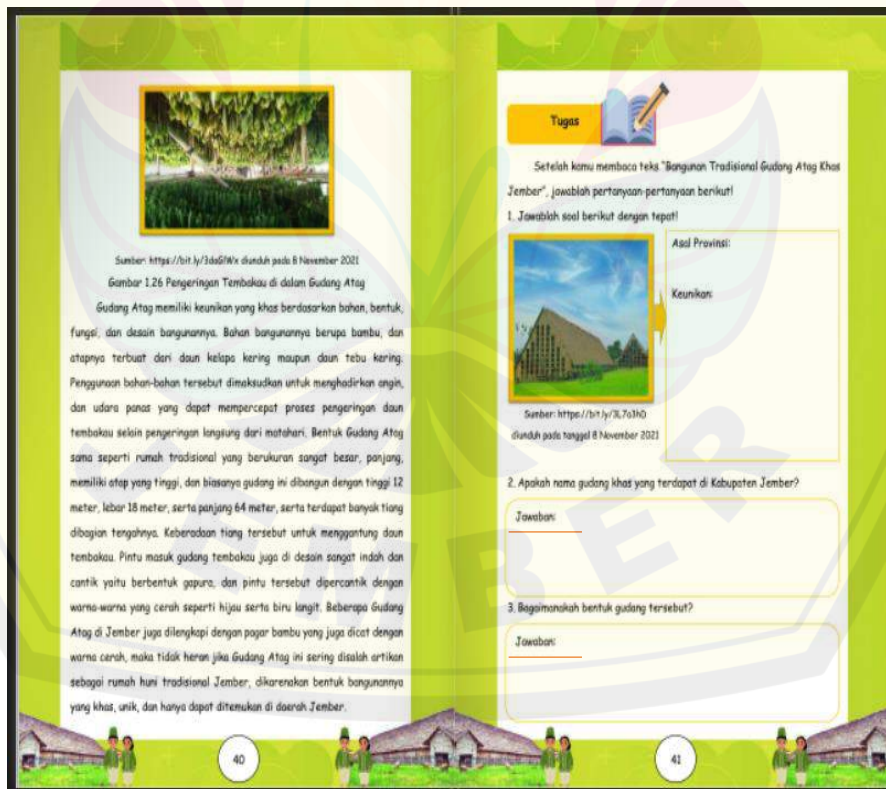 Sumber: https://bit.ly/3daGlWx diunduh pada 8 November 2021
Gambar 1.26 Pengeringan Tembakau di dalam Gudang Atag
Gudang Atag memiliki keunikan yang khas berdasarkan bahan, bentuk,
fungsi, dan desain bangunannya. Bahan bangunannya berupa bambu, dan
atapnya terbuat dari daun kelapa kering maupun daun tebu kering.
Penggunaan bahan-bahan tersebut dimaksudkan untuk menghadirkan angin,
dan udara panas yang dapat mempercepat proses pengeringan daun
tembakau selain pengeringan langsung dari matahari. Bentuk Gudang Atag
sama seperti rumah tradisional yang berukuran sangat besar, panjang,
memiliki atap yang tinggi, dan biasanya gudang ini dibangun dengan tinggi 12
meter, lebar 18 meter, serta panjang 64 meter, serta terdapat banyak tiang
dibagian tengahnya. Keberadaan tiang tersebut untuk menggantung daun
tembakau. Pintu masuk gudang tembakau juga di desain sangat indah dan
cantik yaitu berbentuk gapura, dan pintu tersebut dipercantik dengan
warna-warna yang cerah seperti hijau serta biru langit. Beberapa Gudang
Atag di Jember juga dilengkapi dengan pagar bambu yang juga dicat dengan
warna cerah, maka tidak heran jika Gudang Atag ini sering disalah artikan
sebagai rumah huni tradisional Jember, dikarenakan bentuk bangunannya
yang khas, unik, dan hanya dapat ditemukan di daerah Jember.
40
Tugas
Setelah kamu membaca teks "Bangunan Tradisional Gudang Atag Khas
Jember", jawablah pertanyaan-pertanyaan berikut!
1. Jawablah soal berikut dengan tepat!
Asal Provinsi:
Keunikan:
Sumber: https://bit.ly/3L7a3hD
diunduh pada tanggal 8 November 2021
2. Apakah nama gudang khas yang terdapat di Kabupaten Jember?
Jawaban:
3. Bagaimanakah bentuk gudang tersebut?
Jawaban:
41
JEMBER